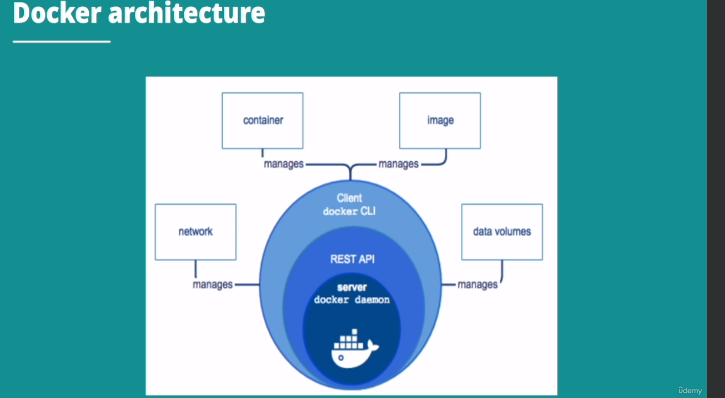 Docker architecture
container
image
manages
manages
Client
docker CLI
network
data volumes
REST API
manages
server
manages
docker daemon
ûdemy